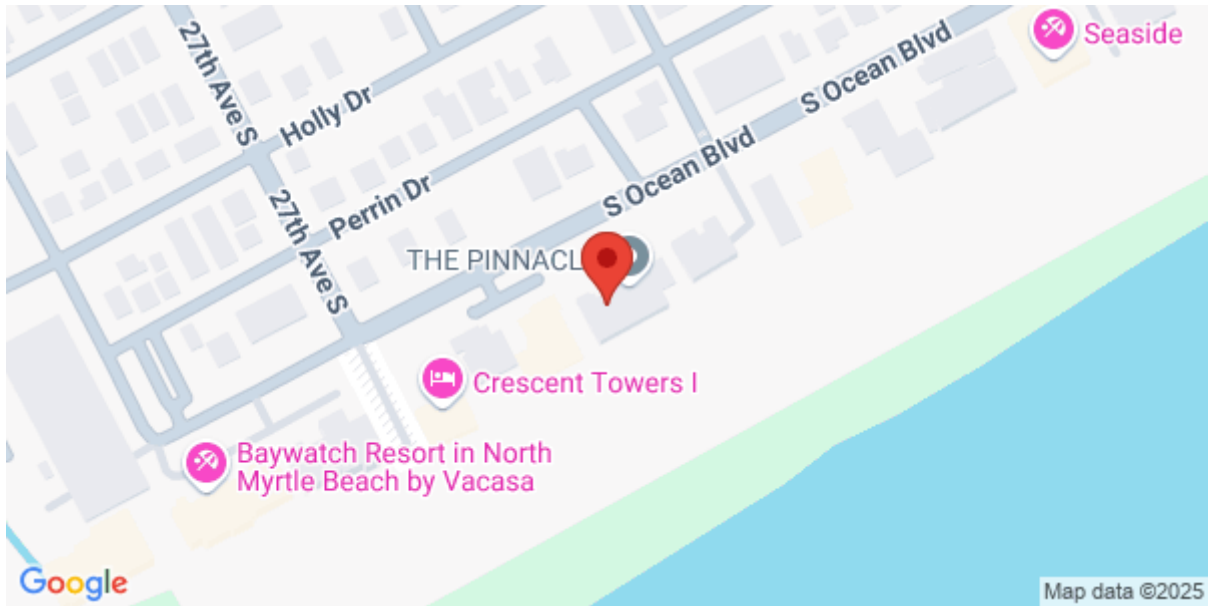 Seaside
S Ocean Blvd
27th Ave S
Holly Dr
S Ocean Blvd
Perrin Dr
27th Ave S
THE PINNACL
Crescent Towers I
Baywatch Resort in North
Myrtle Beach by Vacasa
Google
Map data ©2025